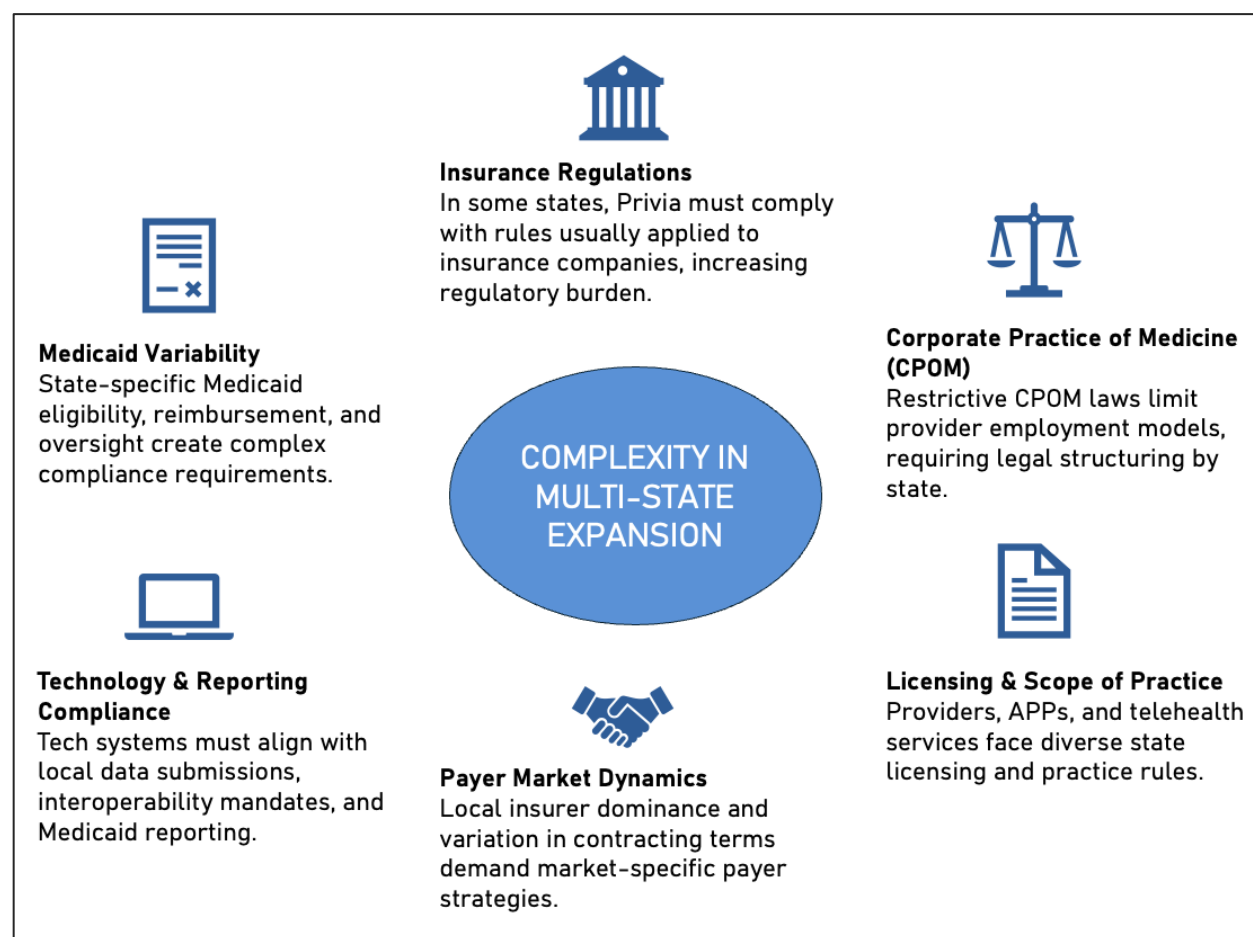 Insurance Regulations
In some states, Privia must comply
with rules usually applied to
insurance companies, increasing
regulatory burden.
Corporate Practice of Medicine
(CPOM)
Restrictive CPOM laws limit
provider employment models,
requiring legal structuring by
state.
Medicaid Variability
State-specific Medicaid
eligibility, reimbursement, and
oversight create complex
compliance requirements.
COMPLEXITY IN
MULTI-STATE
EXPANSION
Technology & Reporting
Compliance
Tech systems must align with
local data submissions,
interoperability mandates, and
Medicaid reporting.
Payer Market Dynamics
Local insurer dominance and
variation in contracting terms
demand market-specific payer
strategies.
Licensing & Scope of Practice
Providers, APPs, and telehealth
services face diverse state
licensing and practice rules.